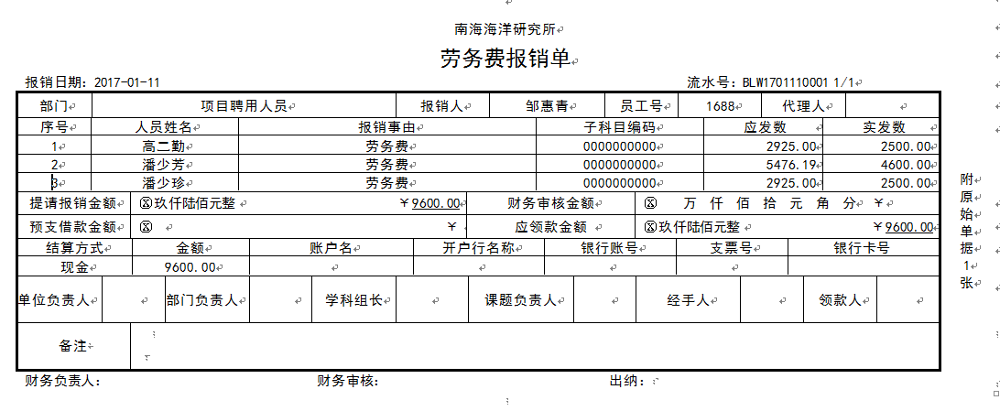 南海海洋研究所
劳务费报销单
报销日期：2017-01-11 流水号：BLW1701110001 1/1
部门 项目聘用人员 报销人 邹惠青 员工号 1688 代理人
序号 人员姓名 报销事由 子科目编码 应发数 实发数
1 高二勤 劳务费 0000000000 2925.00 2500.00
2 潘少芳 劳务费 0000000000 5476.19 4600.00
3 潘少珍 劳务费 0000000000 2925.00 2500.00
提请报销金额 ⓧ玖仟陆佰元整 ￥9600.00 财务审核金额 ⓧ 万 仟 佰 拾 元 角 分 ￥
预支借款金额 ⓧ ￥ 应领款金额 ⓧ玖仟陆佰元整 ￥9600.00
结算方式 金额 账户名 开户行名称 银行账号 支票号 银行卡号
现金 9600.00
单位负责人 部门负责人 学科组长 课题负责人 经手人 领款人
备注
财务负责人： 财务审核： 出纳：
附原始单据1张